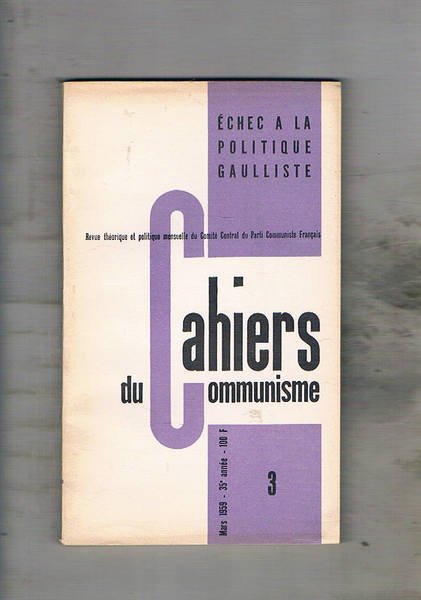 ÉCHEC A LA
POLITIQUE
GAULLISTE
Revue théorique et politique mensuelle du Comité Central du Parti Communiste Français
Cahiers
du Communisme
3
Mars 1959 - 35e année - 100 F